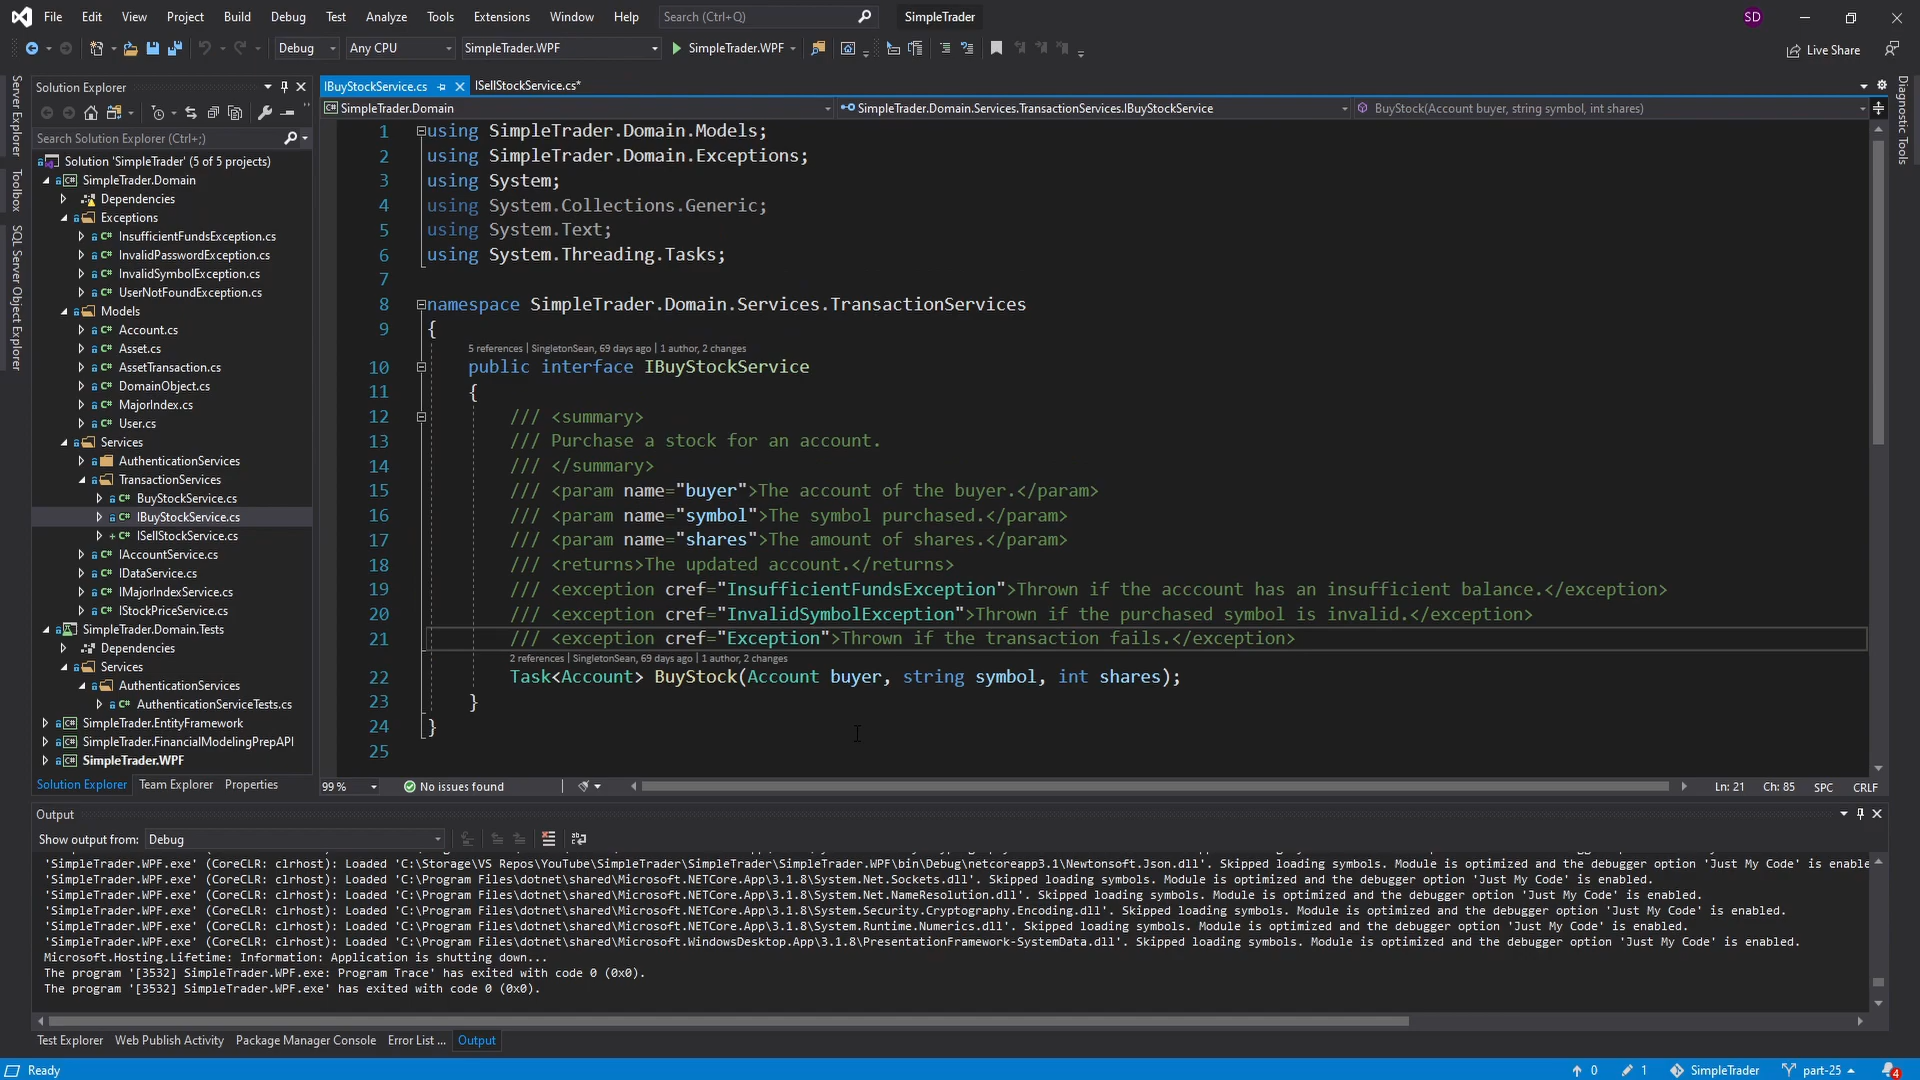 File Edit View Project Build Debug Test Analyze Tools Extensions Window Help Search (Ctrl+Q) SimpleTrader SD
Debug Any CPU SimpleTrader.WPF SimpleTrader.WPF Live Share
Server Explorer
Toolbox
SQL Server Object Explorer
Solution Explorer
Search Solution Explorer (Ctrl+;)
Solution 'SimpleTrader' (5 of 5 projects)
SimpleTrader.Domain
Dependencies
Exceptions
InsufficientFundsException.cs
InvalidPasswordException.cs
InvalidSymbolException.cs
UserNotFoundException.cs
Models
Account.cs
Asset.cs
AssetTransaction.cs
DomainObject.cs
MajorIndex.cs
User.cs
Services
AuthenticationServices
TransactionServices
BuyStockService.cs
IBuyStockService.cs
ISellStockService.cs
IAccountService.cs
IDataService.cs
IMajorIndexService.cs
IStockPriceService.cs
SimpleTrader.Domain.Tests
Dependencies
Services
AuthenticationServices
AuthenticationServiceTests.cs
SimpleTrader.EntityFramework
SimpleTrader.FinancialModelingPrepAPI
SimpleTrader.WPF
Solution Explorer Team Explorer Properties
IBuyStockService.cs ISellStockService.cs*
SimpleTrader.Domain SimpleTrader.Domain.Services.TransactionServices.IBuyStockService BuyStock(Account buyer, string symbol, int shares)
1 using SimpleTrader.Domain.Models;
2 using SimpleTrader.Domain.Exceptions;
3 using System;
4 using System.Collections.Generic;
5 using System.Text;
6 using System.Threading.Tasks;
7
8 namespace SimpleTrader.Domain.Services.TransactionServices
9 {
5 references | SingletonSean, 69 days ago | 1 author, 2 changes
10 public interface IBuyStockService
11 {
12 /// <summary>
13 /// Purchase a stock for an account.
14 /// </summary>
15 /// <param name="buyer">The account of the buyer.</param>
16 /// <param name="symbol">The symbol purchased.</param>
17 /// <param name="shares">The amount of shares.</param>
18 /// <returns>The updated account.</returns>
19 /// <exception cref="InsufficientFundsException">Thrown if the acccount has an insufficient balance.</exception>
20 /// <exception cref="InvalidSymbolException">Thrown if the purchased symbol is invalid.</exception>
21 /// <exception cref="Exception">Thrown if the transaction fails.</exception>
2 references | SingletonSean, 69 days ago | 1 author, 2 changes
22 Task<Account> BuyStock(Account buyer, string symbol, int shares);
23 }
24 }
25
99 % No issues found Ln: 21 Ch: 85 SPC CRLF
Diagnostic Tools
Output
Show output from: Debug
'SimpleTrader.WPF.exe' (CoreCLR: clrhost): Loaded 'C:\Storage\VS Repos\YouTube\SimpleTrader\SimpleTrader\SimpleTrader.WPF\bin\Debug\netcoreapp3.1\Newtonsoft.Json.dll'. Skipped loading symbols. Module is optimized and the debugger option 'Just My Code' is enable
'SimpleTrader.WPF.exe' (CoreCLR: clrhost): Loaded 'C:\Program Files\dotnet\shared\Microsoft.NETCore.App\3.1.8\System.Net.Sockets.dll'. Skipped loading symbols. Module is optimized and the debugger option 'Just My Code' is enabled.
'SimpleTrader.WPF.exe' (CoreCLR: clrhost): Loaded 'C:\Program Files\dotnet\shared\Microsoft.NETCore.App\3.1.8\System.Net.NameResolution.dll'. Skipped loading symbols. Module is optimized and the debugger option 'Just My Code' is enabled.
'SimpleTrader.WPF.exe' (CoreCLR: clrhost): Loaded 'C:\Program Files\dotnet\shared\Microsoft.NETCore.App\3.1.8\System.Security.Cryptography.Encoding.dll'. Skipped loading symbols. Module is optimized and the debugger option 'Just My Code' is enabled.
'SimpleTrader.WPF.exe' (CoreCLR: clrhost): Loaded 'C:\Program Files\dotnet\shared\Microsoft.NETCore.App\3.1.8\System.Runtime.Numerics.dll'. Skipped loading symbols. Module is optimized and the debugger option 'Just My Code' is enabled.
'SimpleTrader.WPF.exe' (CoreCLR: clrhost): Loaded 'C:\Program Files\dotnet\shared\Microsoft.WindowsDesktop.App\3.1.8\PresentationFramework-SystemData.dll'. Skipped loading symbols. Module is optimized and the debugger option 'Just My Code' is enabled.
Microsoft.Hosting.Lifetime: Information: Application is shutting down...
The program '[3532] SimpleTrader.WPF.exe: Program Trace' has exited with code 0 (0x0).
The program '[3532] SimpleTrader.WPF.exe' has exited with code 0 (0x0).
Test Explorer Web Publish Activity Package Manager Console Error List ... Output
Ready 0 1 SimpleTrader part-25 4